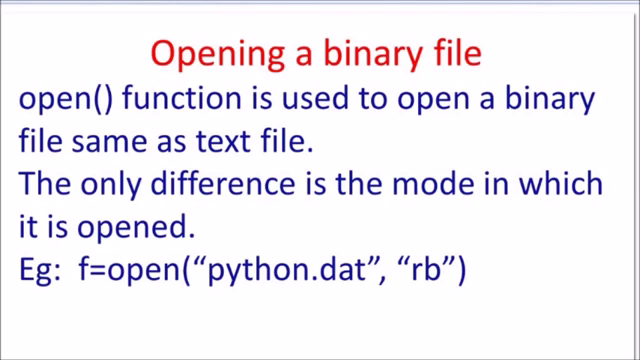 Opening a binary file
open() function is used to open a binary
file same as text file.
The only difference is the mode in which
it is opened.
Eg:  f=open(“python.dat”, “rb”)